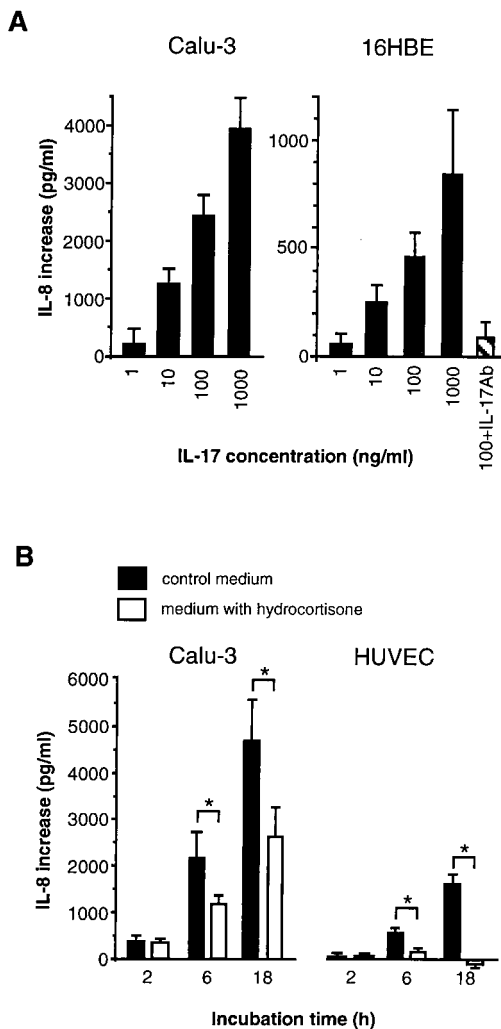 A
Calu-3
16HBE
IL-8 increase (pg/ml)
4000
3000
2000
1000
0
1000
500
0
1
10
100
1000
1
10
100
1000
100+IL-17Ab
IL-17 concentration (ng/ml)
B
control medium
medium with hydrocortisone
Calu-3
HUVEC
IL-8 increase (pg/ml)
6000
5000
4000
3000
2000
1000
0
*
*
*
*
2
6
18
2
6
18
Incubation time (h)